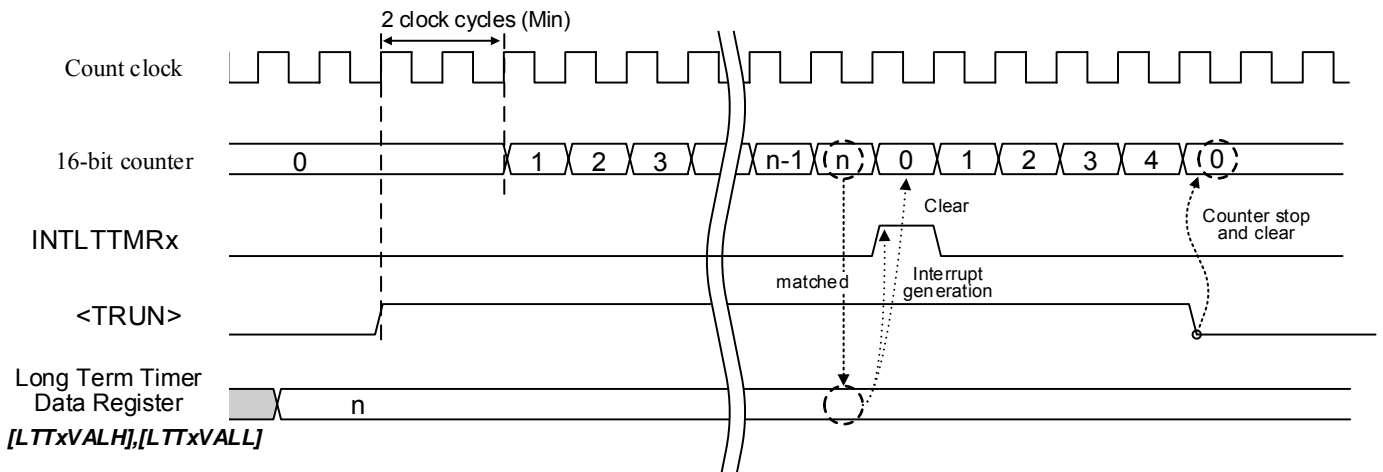 2 clock cycles (Min)
Count clock
16-bit counter
0 1 2 3 n-1 n 0 1 2 3 4 0
Clear
Counter stop
and clear
INTLTTMRx
matched
Interrupt
generation
<TRUN>
Long Term Timer
Data Register
n
[LTTxVALH],[LTTxVALL]